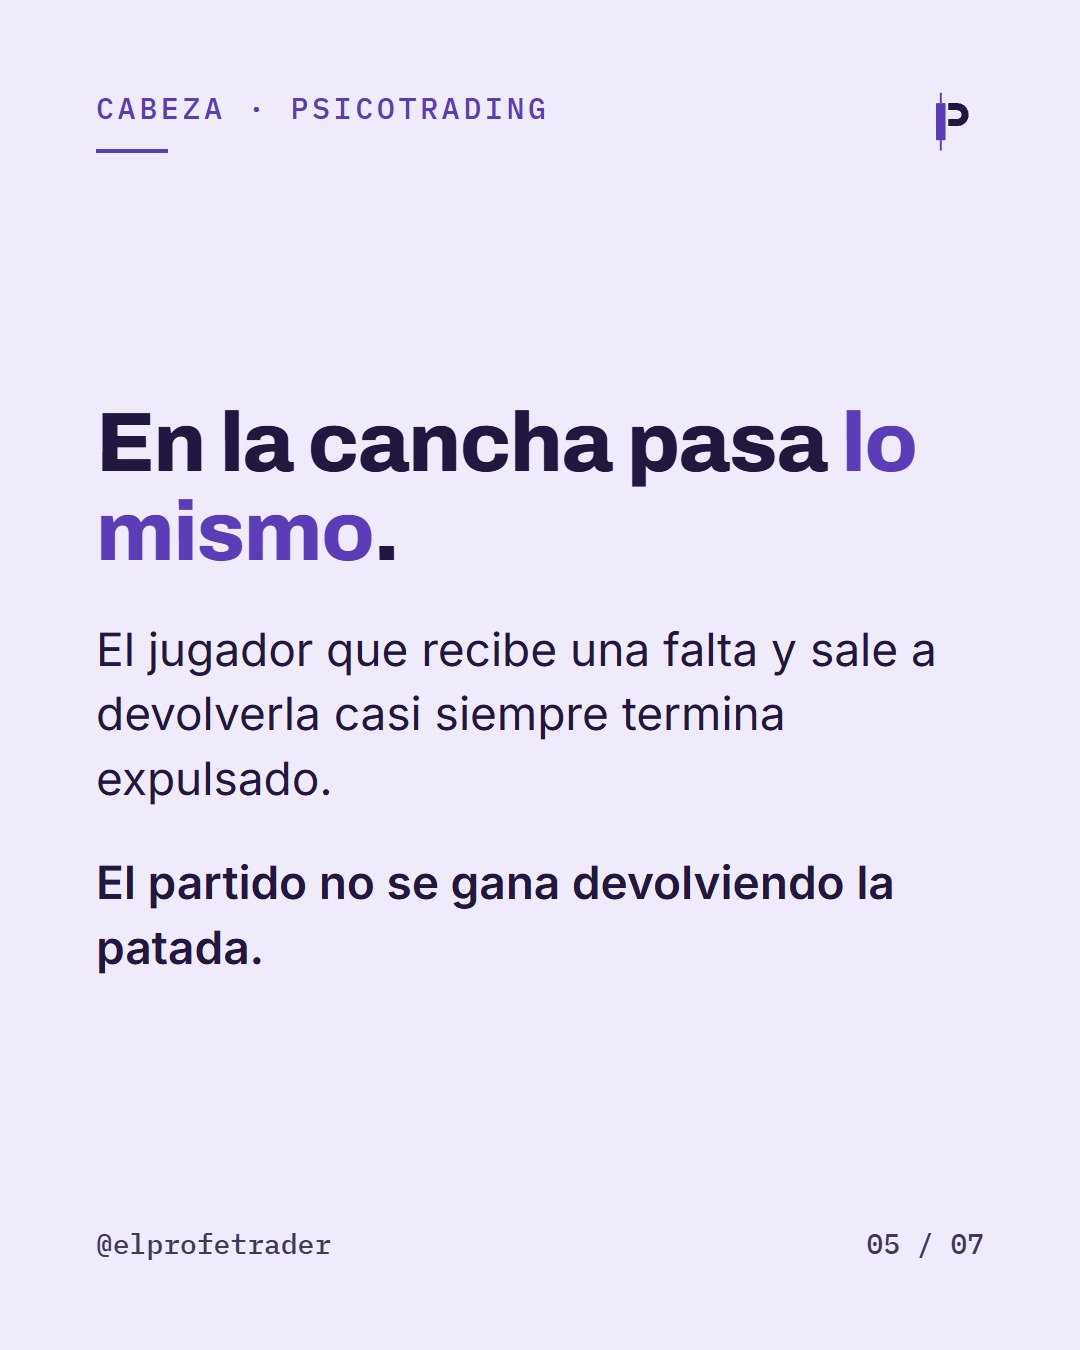 CABEZA · PSICOTRADING
En la cancha pasa lo
mismo.
El jugador que recibe una falta y sale a
devolverla casi siempre termina
expulsado.
El partido no se gana devolviendo la
patada.
@elprofetrader
05 / 07